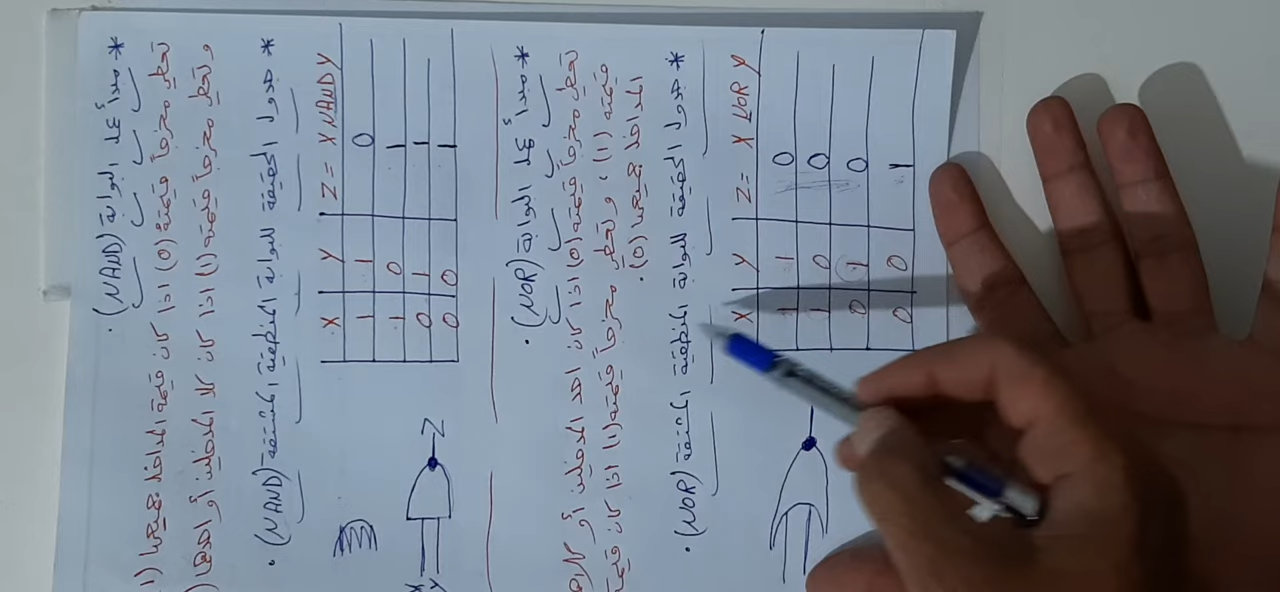 * مبدأ عمل البوابة (NAND) .
تعطي مخرجاً قيمته (0) اذا كان قيمة المداخل جميعها (1
وتعطي مخرجاً قيمته (1) اذا كان كلا المدخلين أو احدها )
* جدول الحقيقة للبوابة المنطقية المشتقة (NAND) .
X Y Z = X NAND Y
1 1 0
1 0 1
0 1 1
0 0 1
X
Y
Z
* مبدأ عمل البوابة (NOR) .
تعطي مخرجاً قيمته (0) اذا كان احد المدخلين أو كلاها
قيمته (1) ، وتعطي مخرجاً قيمته (1) اذا كان قيمة
المداخل جميعها (0).
* جدول الحقيقة للبوابة المنطقية المشتقة (NOR) .
X Y Z = X NOR Y
1 1 0
1 0 0
0 1 0
0 0 1